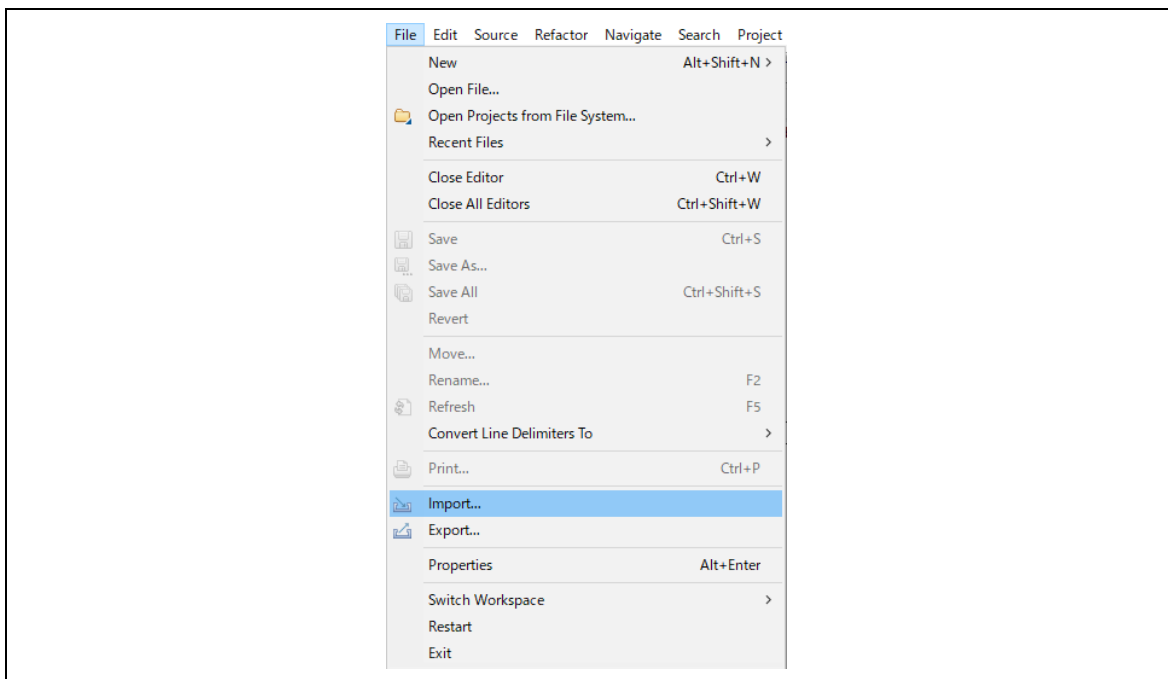 File Edit Source Refactor Navigate Search Project
New Alt+Shift+N >
Open File...
Open Projects from File System...
Recent Files >
Close Editor Ctrl+W
Close All Editors Ctrl+Shift+W
Save Ctrl+S
Save As...
Save All Ctrl+Shift+S
Revert
Move...
Rename... F2
Refresh F5
Convert Line Delimiters To >
Print... Ctrl+P
Import...
Export...
Properties Alt+Enter
Switch Workspace >
Restart
Exit